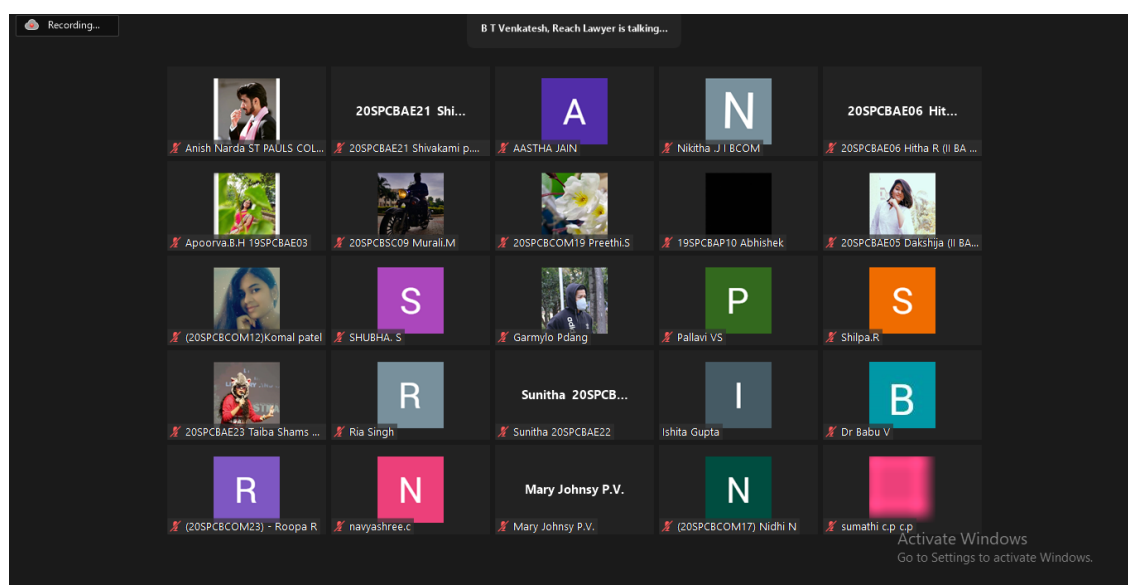 Recording...
B T Venkatesh, Reach Lawyer is talking...
Anish Narda ST PAULS COL...
20SPCBAE21 Shi...
20SPCBAE21 Shivakami p....
A
AASTHA JAIN
N
Nikitha .J I BCOM
20SPCBAE06 Hit...
20SPCBAE06 Hitha R (II BA ...
Apoorva.B.H 19SPCBAE03
20SPCBSC09 Murali.M
20SPCBCOM19 Preethi.S
19SPCBAP10 Abhishek
20SPCBAE05 Dakshija (II BA...
(20SPCBCOM12)Komal patel
S
SHUBHA. S
Garmylo Pdang
P
Pallavi VS
S
Shilpa.R
20SPCBAE23 Taiba Shams ...
R
Ria Singh
Sunitha 20SPCB...
Sunitha 20SPCBAE22
I
Ishita Gupta
B
Dr Babu V
R
(20SPCBCOM23) - Roopa R
N
navyashree.c
Mary Johnsy P.V.
Mary Johnsy P.V.
N
(20SPCBCOM17) Nidhi N
sumathi c.p c.p
Activate Windows
Go to Settings to activate Windows.